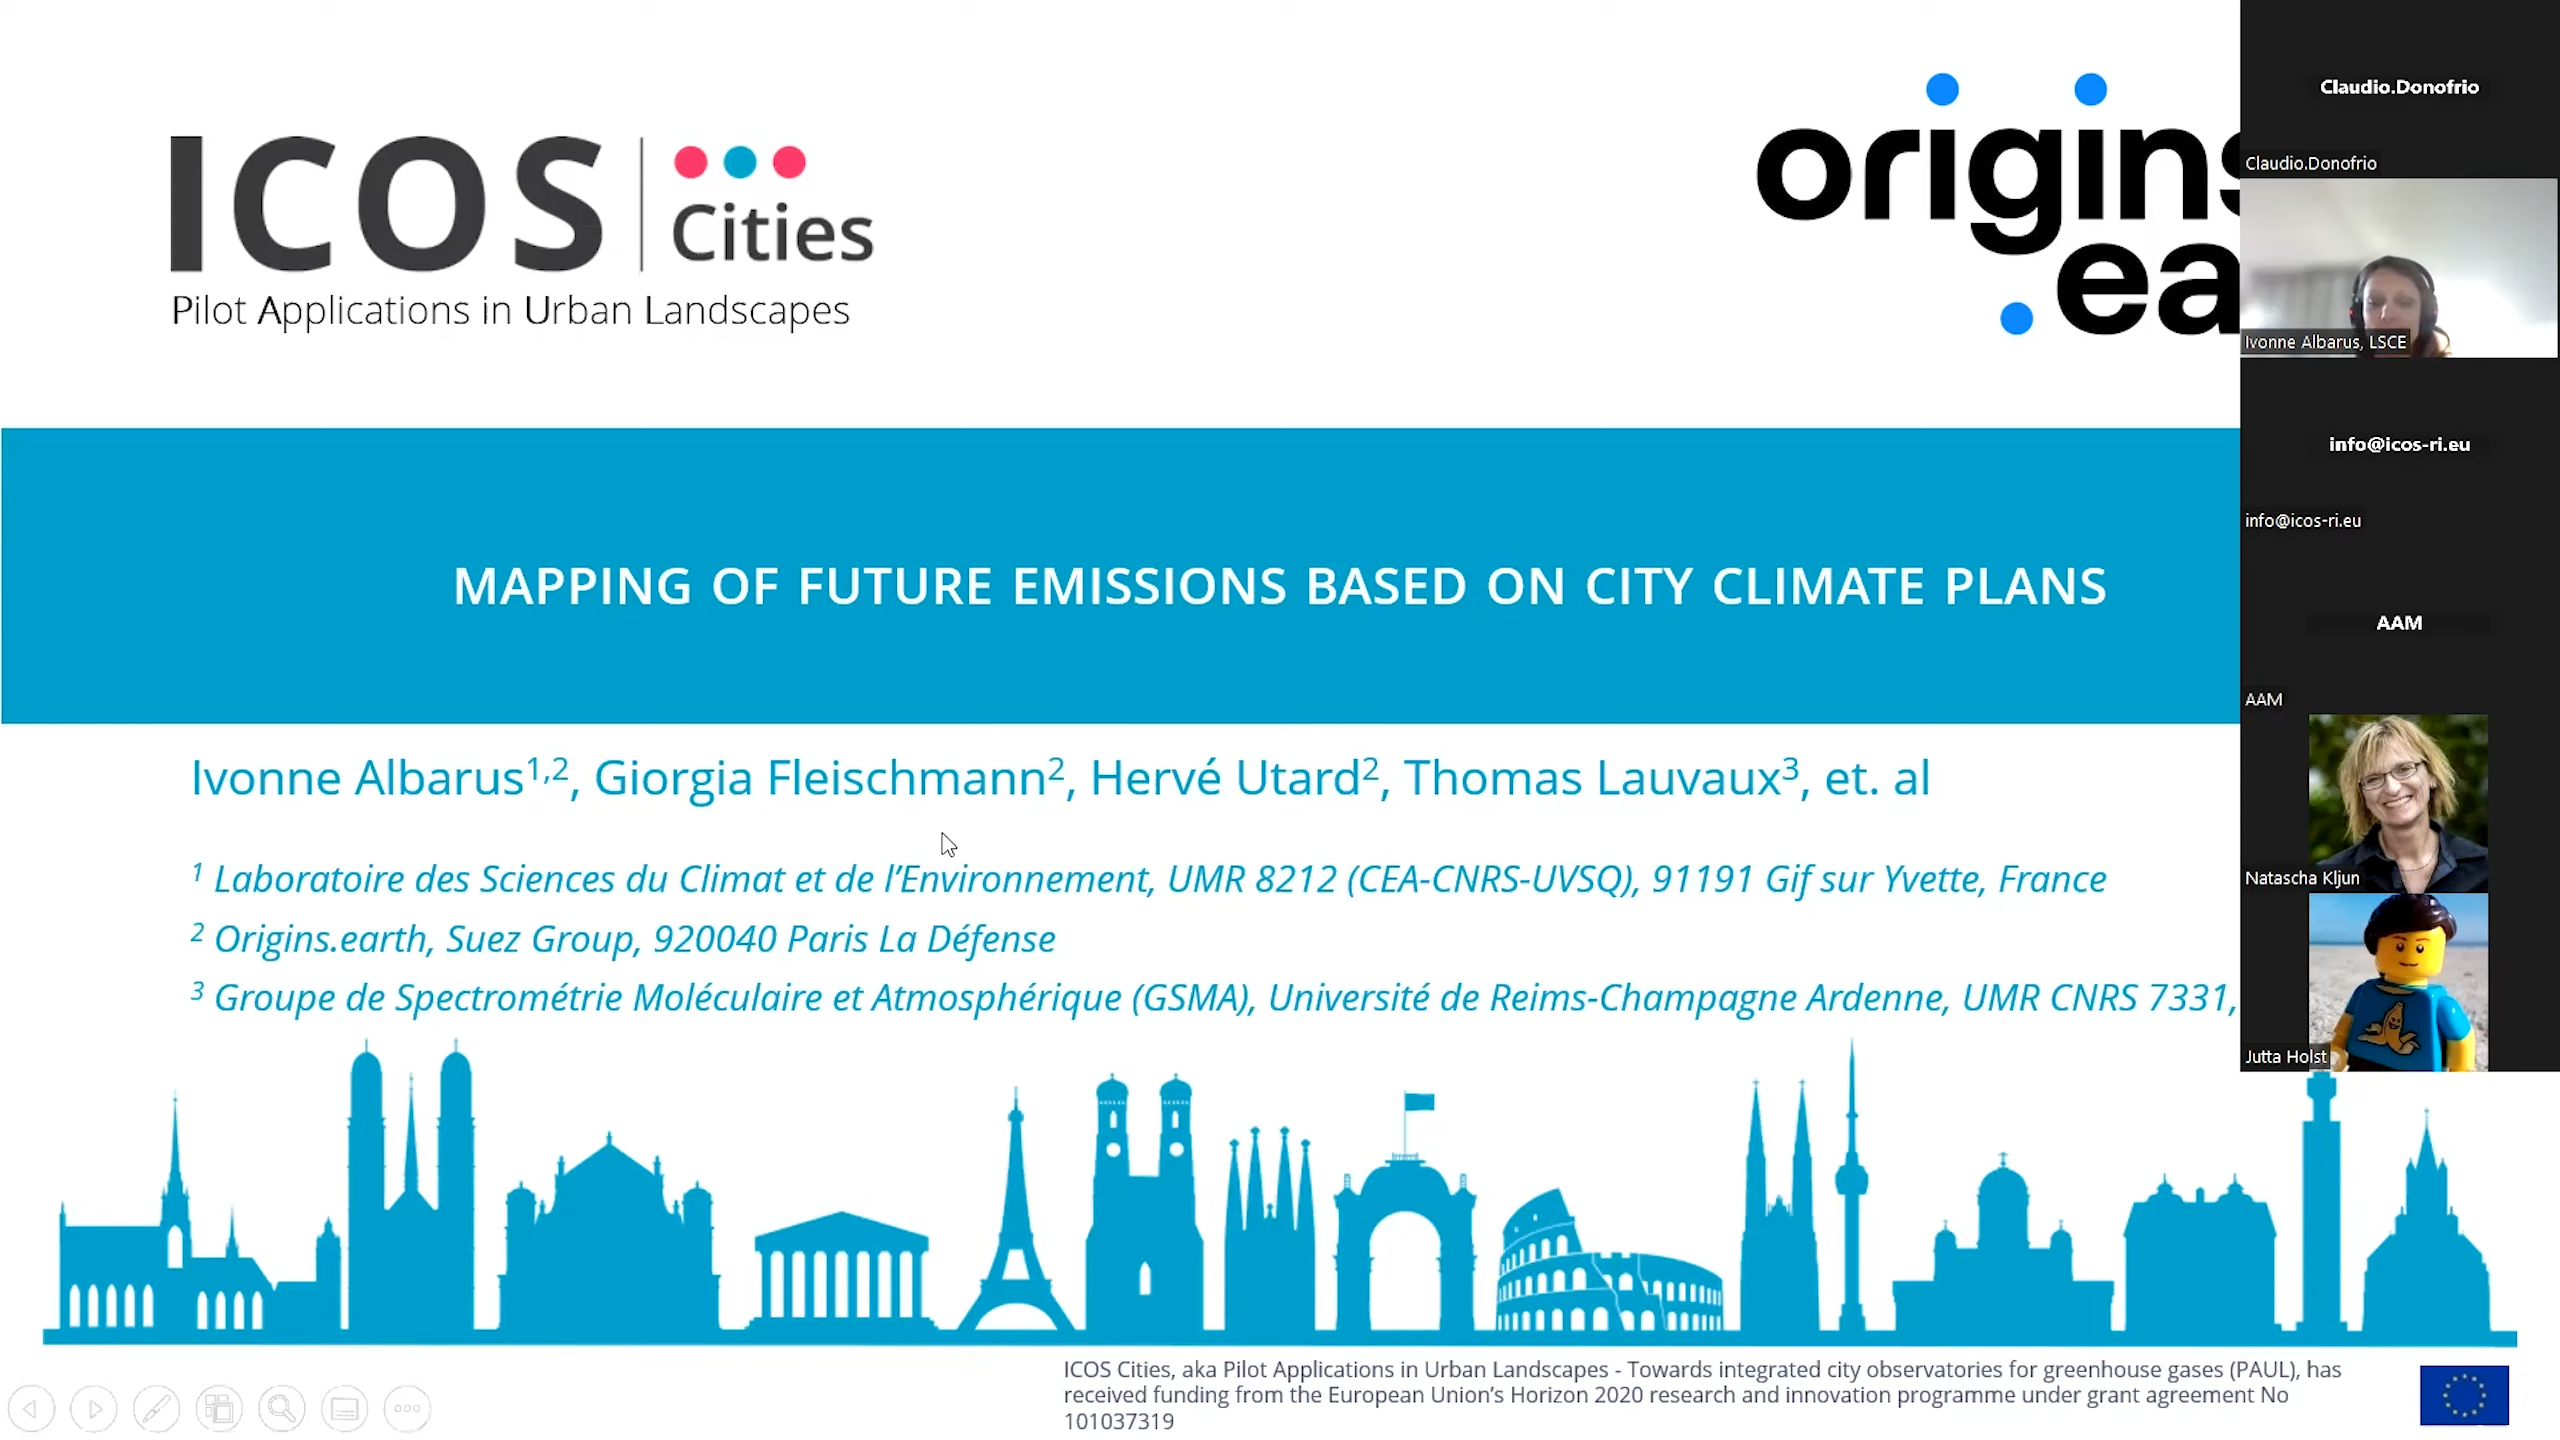 ICOS
Cities
Pilot Applications in Urban Landscapes
origins
.ea
MAPPING OF FUTURE EMISSIONS BASED ON CITY CLIMATE PLANS
Ivonne Albarus1,2, Giorgia Fleischmann2, Hervé Utard2, Thomas Lauvaux3, et. al
1 Laboratoire des Sciences du Climat et de l’Environnement, UMR 8212 (CEA-CNRS-UVSQ), 91191 Gif sur Yvette, France
2 Origins.earth, Suez Group, 920040 Paris La Défense
3 Groupe de Spectrométrie Moléculaire et Atmosphérique (GSMA), Université de Reims-Champagne Ardenne, UMR CNRS 7331,
ICOS Cities, aka Pilot Applications in Urban Landscapes - Towards integrated city observatories for greenhouse gases (PAUL), has
received funding from the European Union’s Horizon 2020 research and innovation programme under grant agreement No
101037319
Claudio.Donofrio
Claudio.Donofrio
Ivonne Albarus, LSCE
info@icos-ri.eu
info@icos-ri.eu
AAM
AAM
Natascha Kljun
Jutta Holst